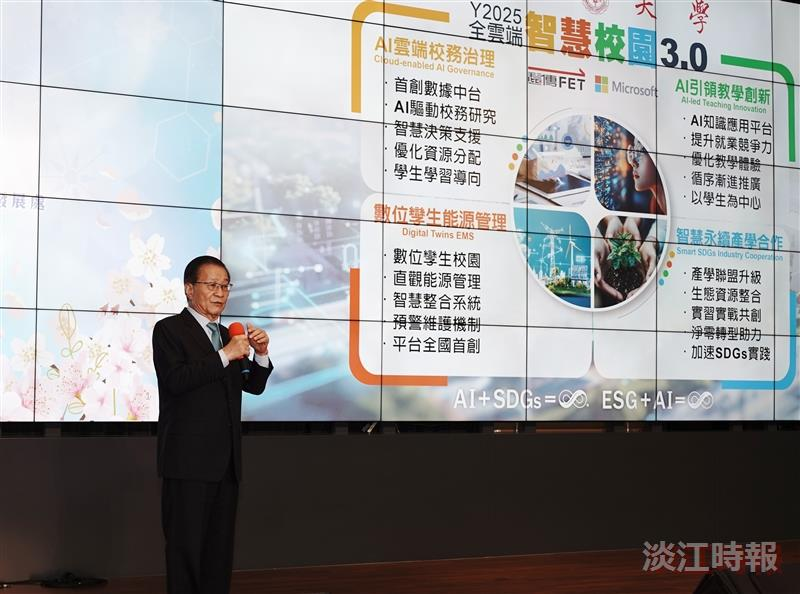 Y2025
大 學
全雲端
智慧校園3.0
遠傳FET
Microsoft
AI雲端校務治理
Cloud-enabled AI Governance
· 首創數據中台
· AI驅動校務研究
· 智慧決策支援
· 優化資源分配
· 學生學習導向
AI引領教學創新
AI-led Teaching Innovation
· AI知識應用平台
· 提升就業競爭力
· 優化教學體驗
· 循序漸進推廣
· 以學生為中心
數位孿生能源管理
Digital Twins EMS
· 數位孿生校園
· 直觀能源管理
· 智慧整合系統
· 預警維護機制
· 平台全國首創
智慧永續產學合作
Smart SDGs Industry Cooperation
· 產學聯盟升級
· 生態資源整合
· 實習實戰共創
· 淨零轉型助力
· 加速SDGs實踐
AI+SDGs=∞. ESG+AI=∞
發展處
淡江時報